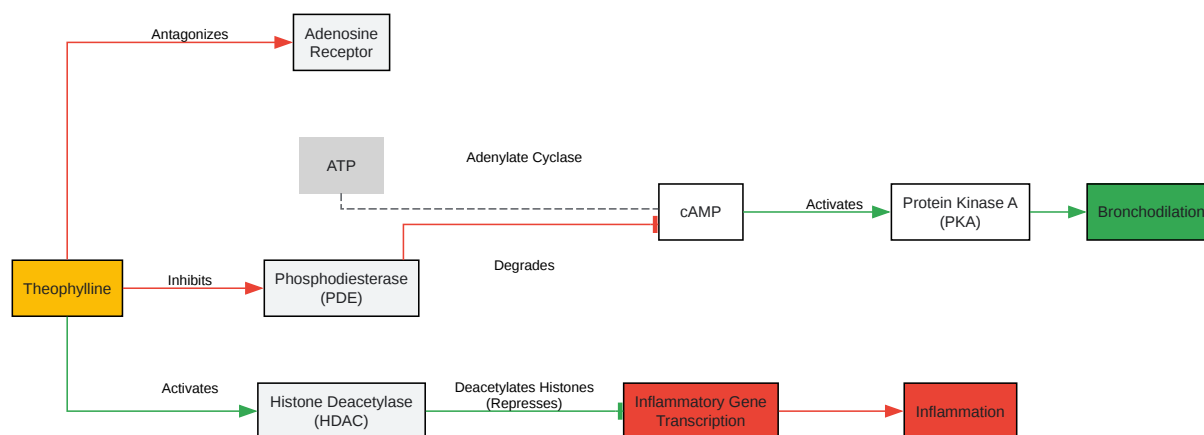 Antagonizes
Adenosine
Receptor
ATP
Adenylate Cyclase
cAMP
Activates
Protein Kinase A
(PKA)
Bronchodilation
Degrades
Theophylline
Inhibits
Phosphodiesterase
(PDE)
Activates
Histone Deacetylase
(HDAC)
Deacetylates Histones
(Represses)
Inflammatory Gene
Transcription
Inflammation